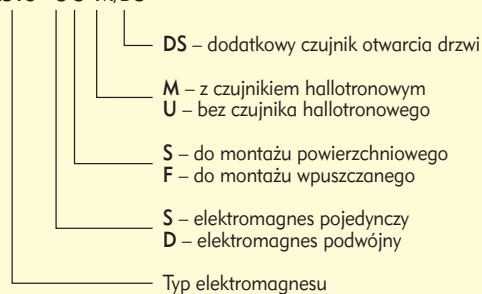 DS – dodatkowy czujnik otwarcia drzwi
M – z czujnikiem hallotronowym
U – bez czujnika hallotronowego
S – do montażu powierzchniowego
F – do montażu wpuszczanego
S – elektromagnes pojedynczy
D – elektromagnes podwójny
Typ elektromagnesu